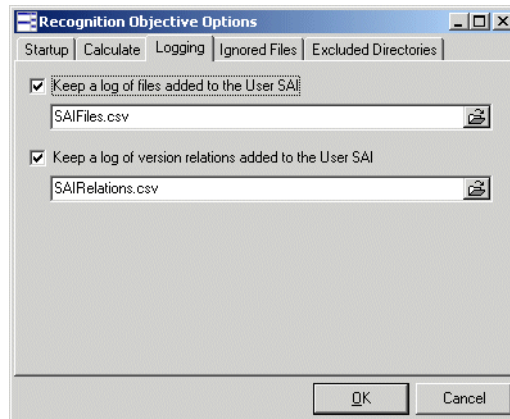 Recognition Objective Options
Startup Calculate Logging Ignored Files Excluded Directories
Keep a log of files added to the User SAI
SAIFiles.csv
Keep a log of version relations added to the User SAI
SAIRelations.csv
OK Cancel